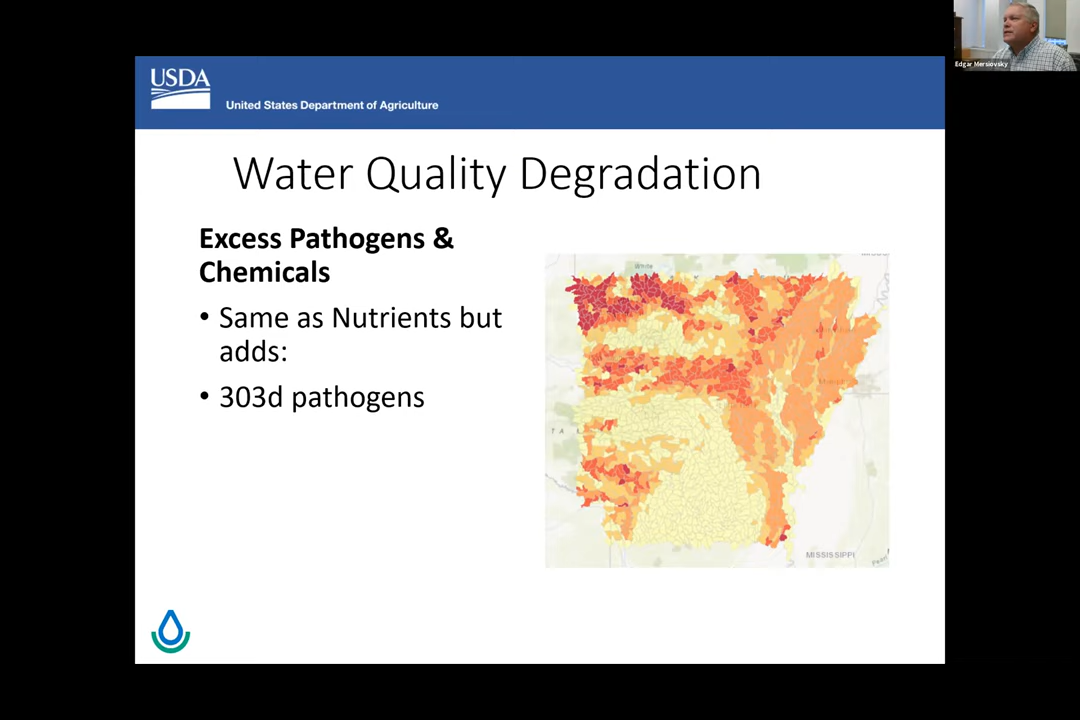 Edgar Mersiovsky
USDA
United States Department of Agriculture
Water Quality Degradation
Excess Pathogens &
Chemicals
• Same as Nutrients but
adds:
• 303d pathogens
White
MISSISSIPPI